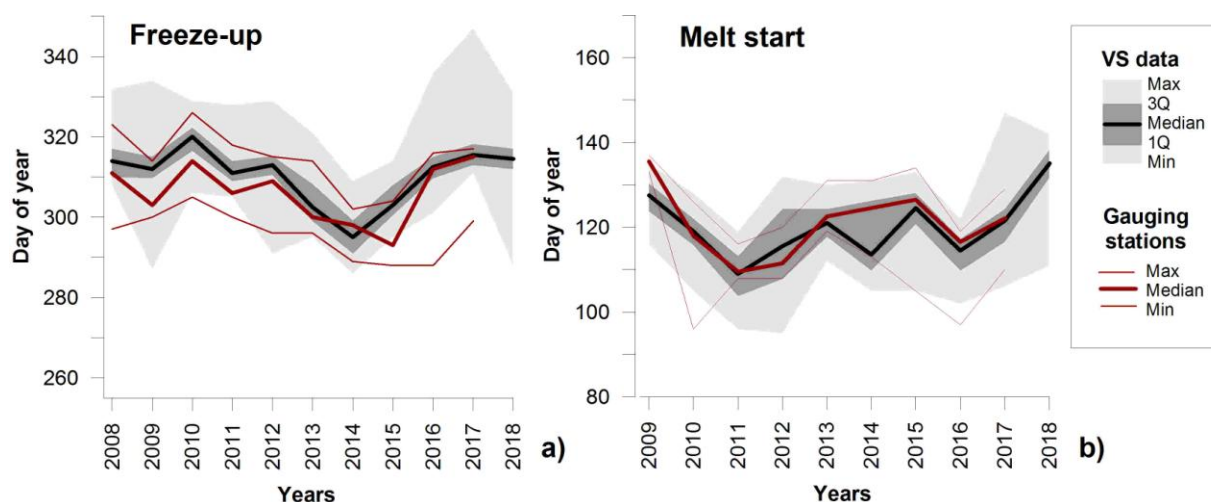 Freeze-up
Day of year
340
320
300
280
260
2008
2009
2010
2011
2012
2013
2014
2015
2016
2017
2018
Years
a)
Melt start
Day of year
160
140
120
100
80
2009
2010
2011
2012
2013
2014
2015
2016
2017
2018
Years
b)
VS data
Max
3Q
Median
1Q
Min
Gauging
stations
Max
Median
Min